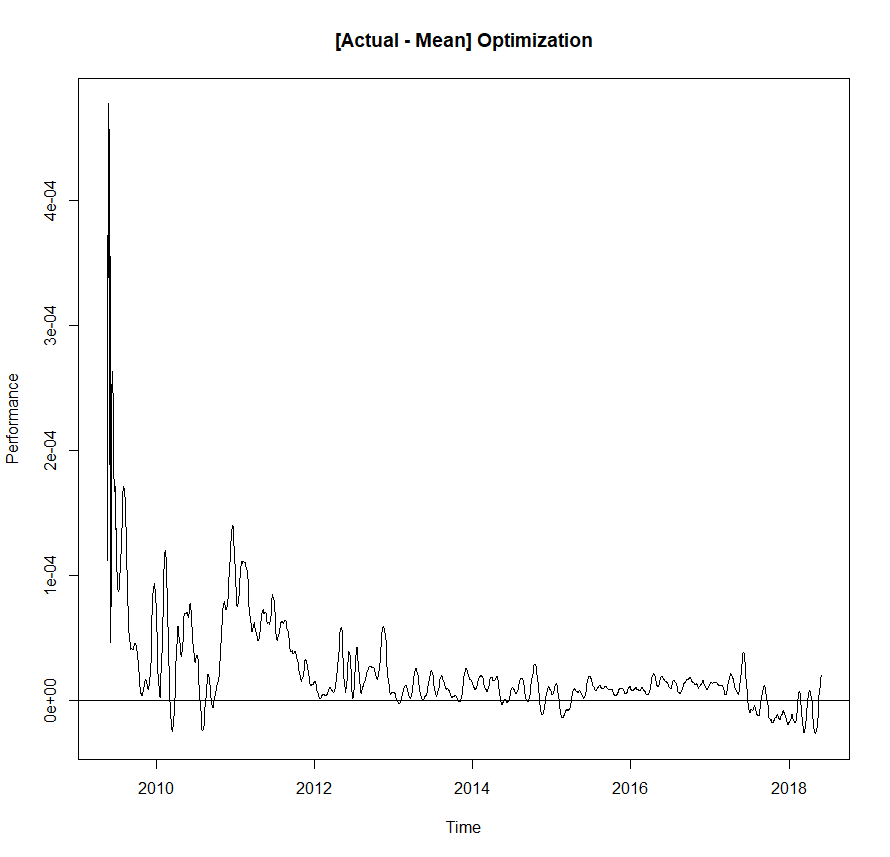 [Actual - Mean] Optimization
4e-04
3e-04
2e-04
1e-04
0e+00
Performance
2010
2012
2014
2016
2018
Time